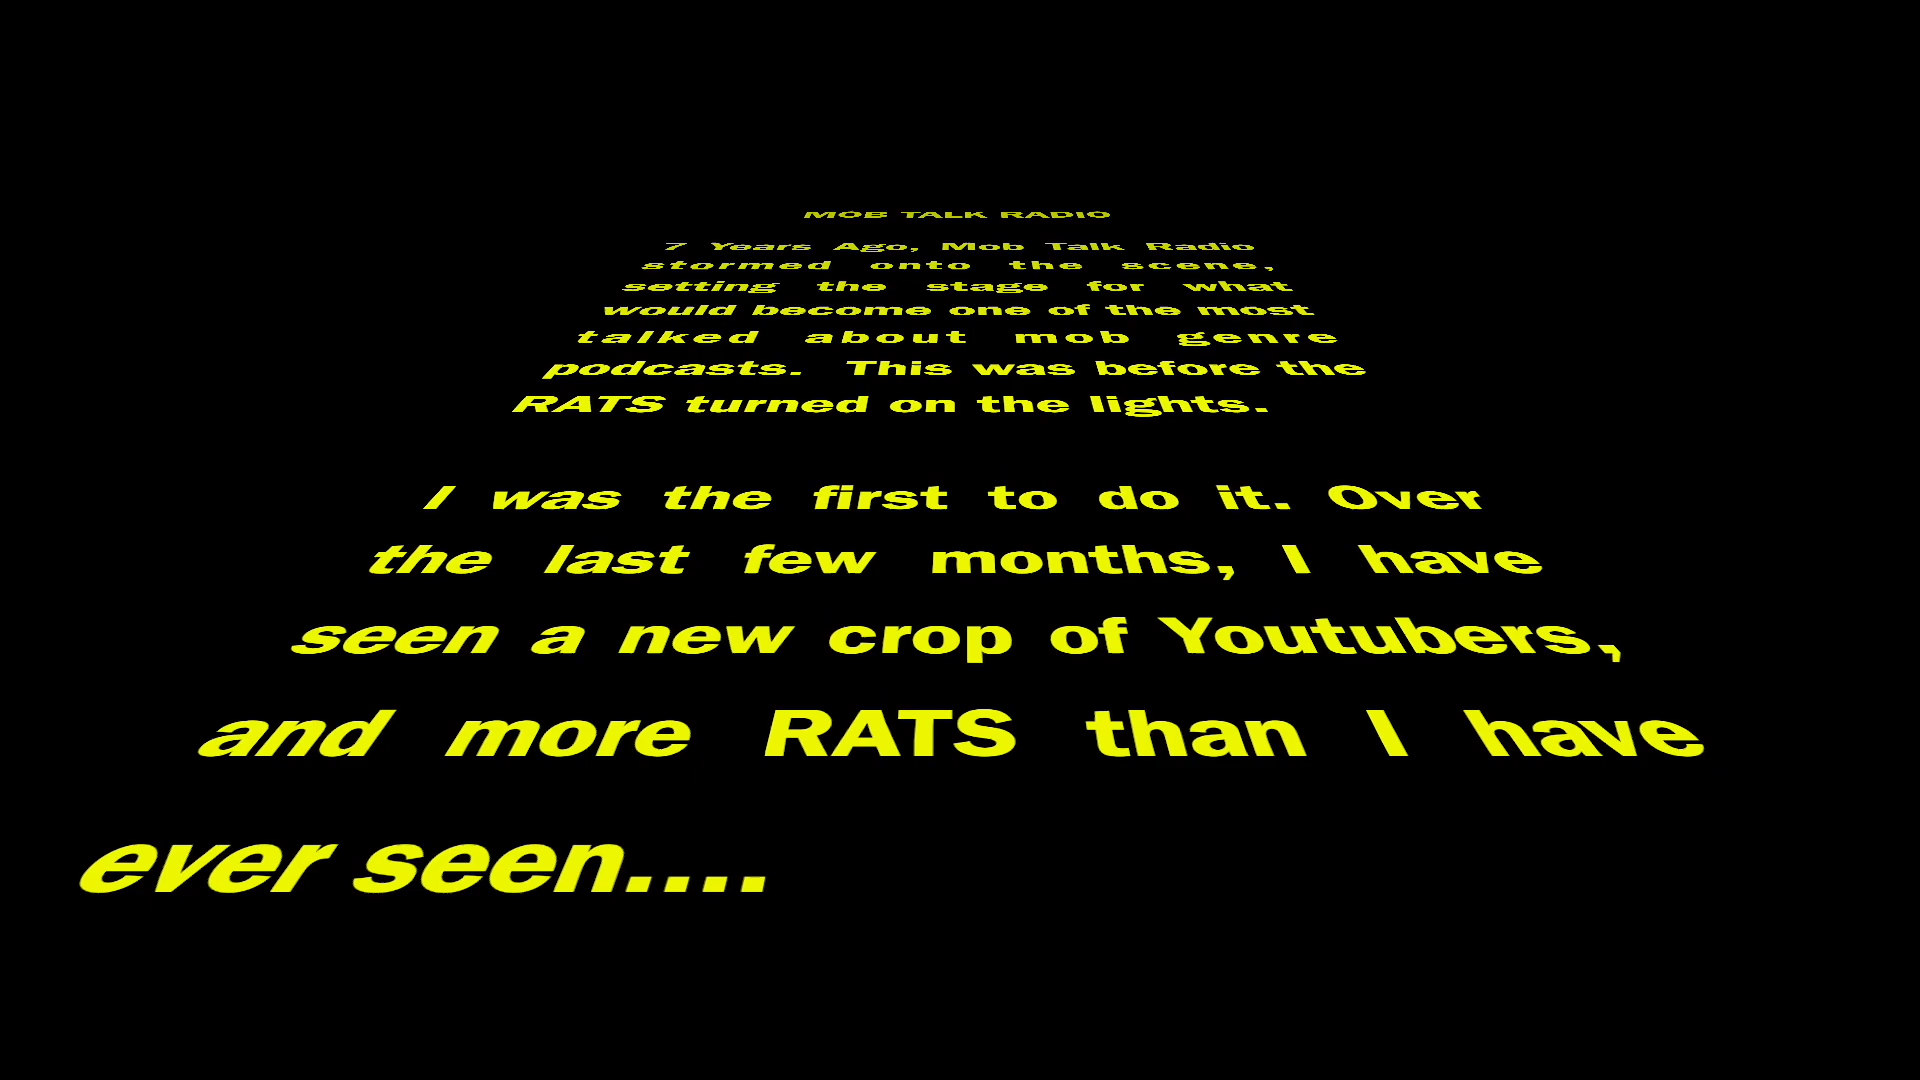 MOB TALK RADIO
7 Years Ago, Mob Talk Radio
stormed onto the scene,
setting the stage for what
would become one of the most
talked about mob genre
podcasts. This was before the
RATS turned on the lights.
I was the first to do it. Over
the last few months, I have
seen a new crop of Youtubers,
and more RATS than I have
ever seen....